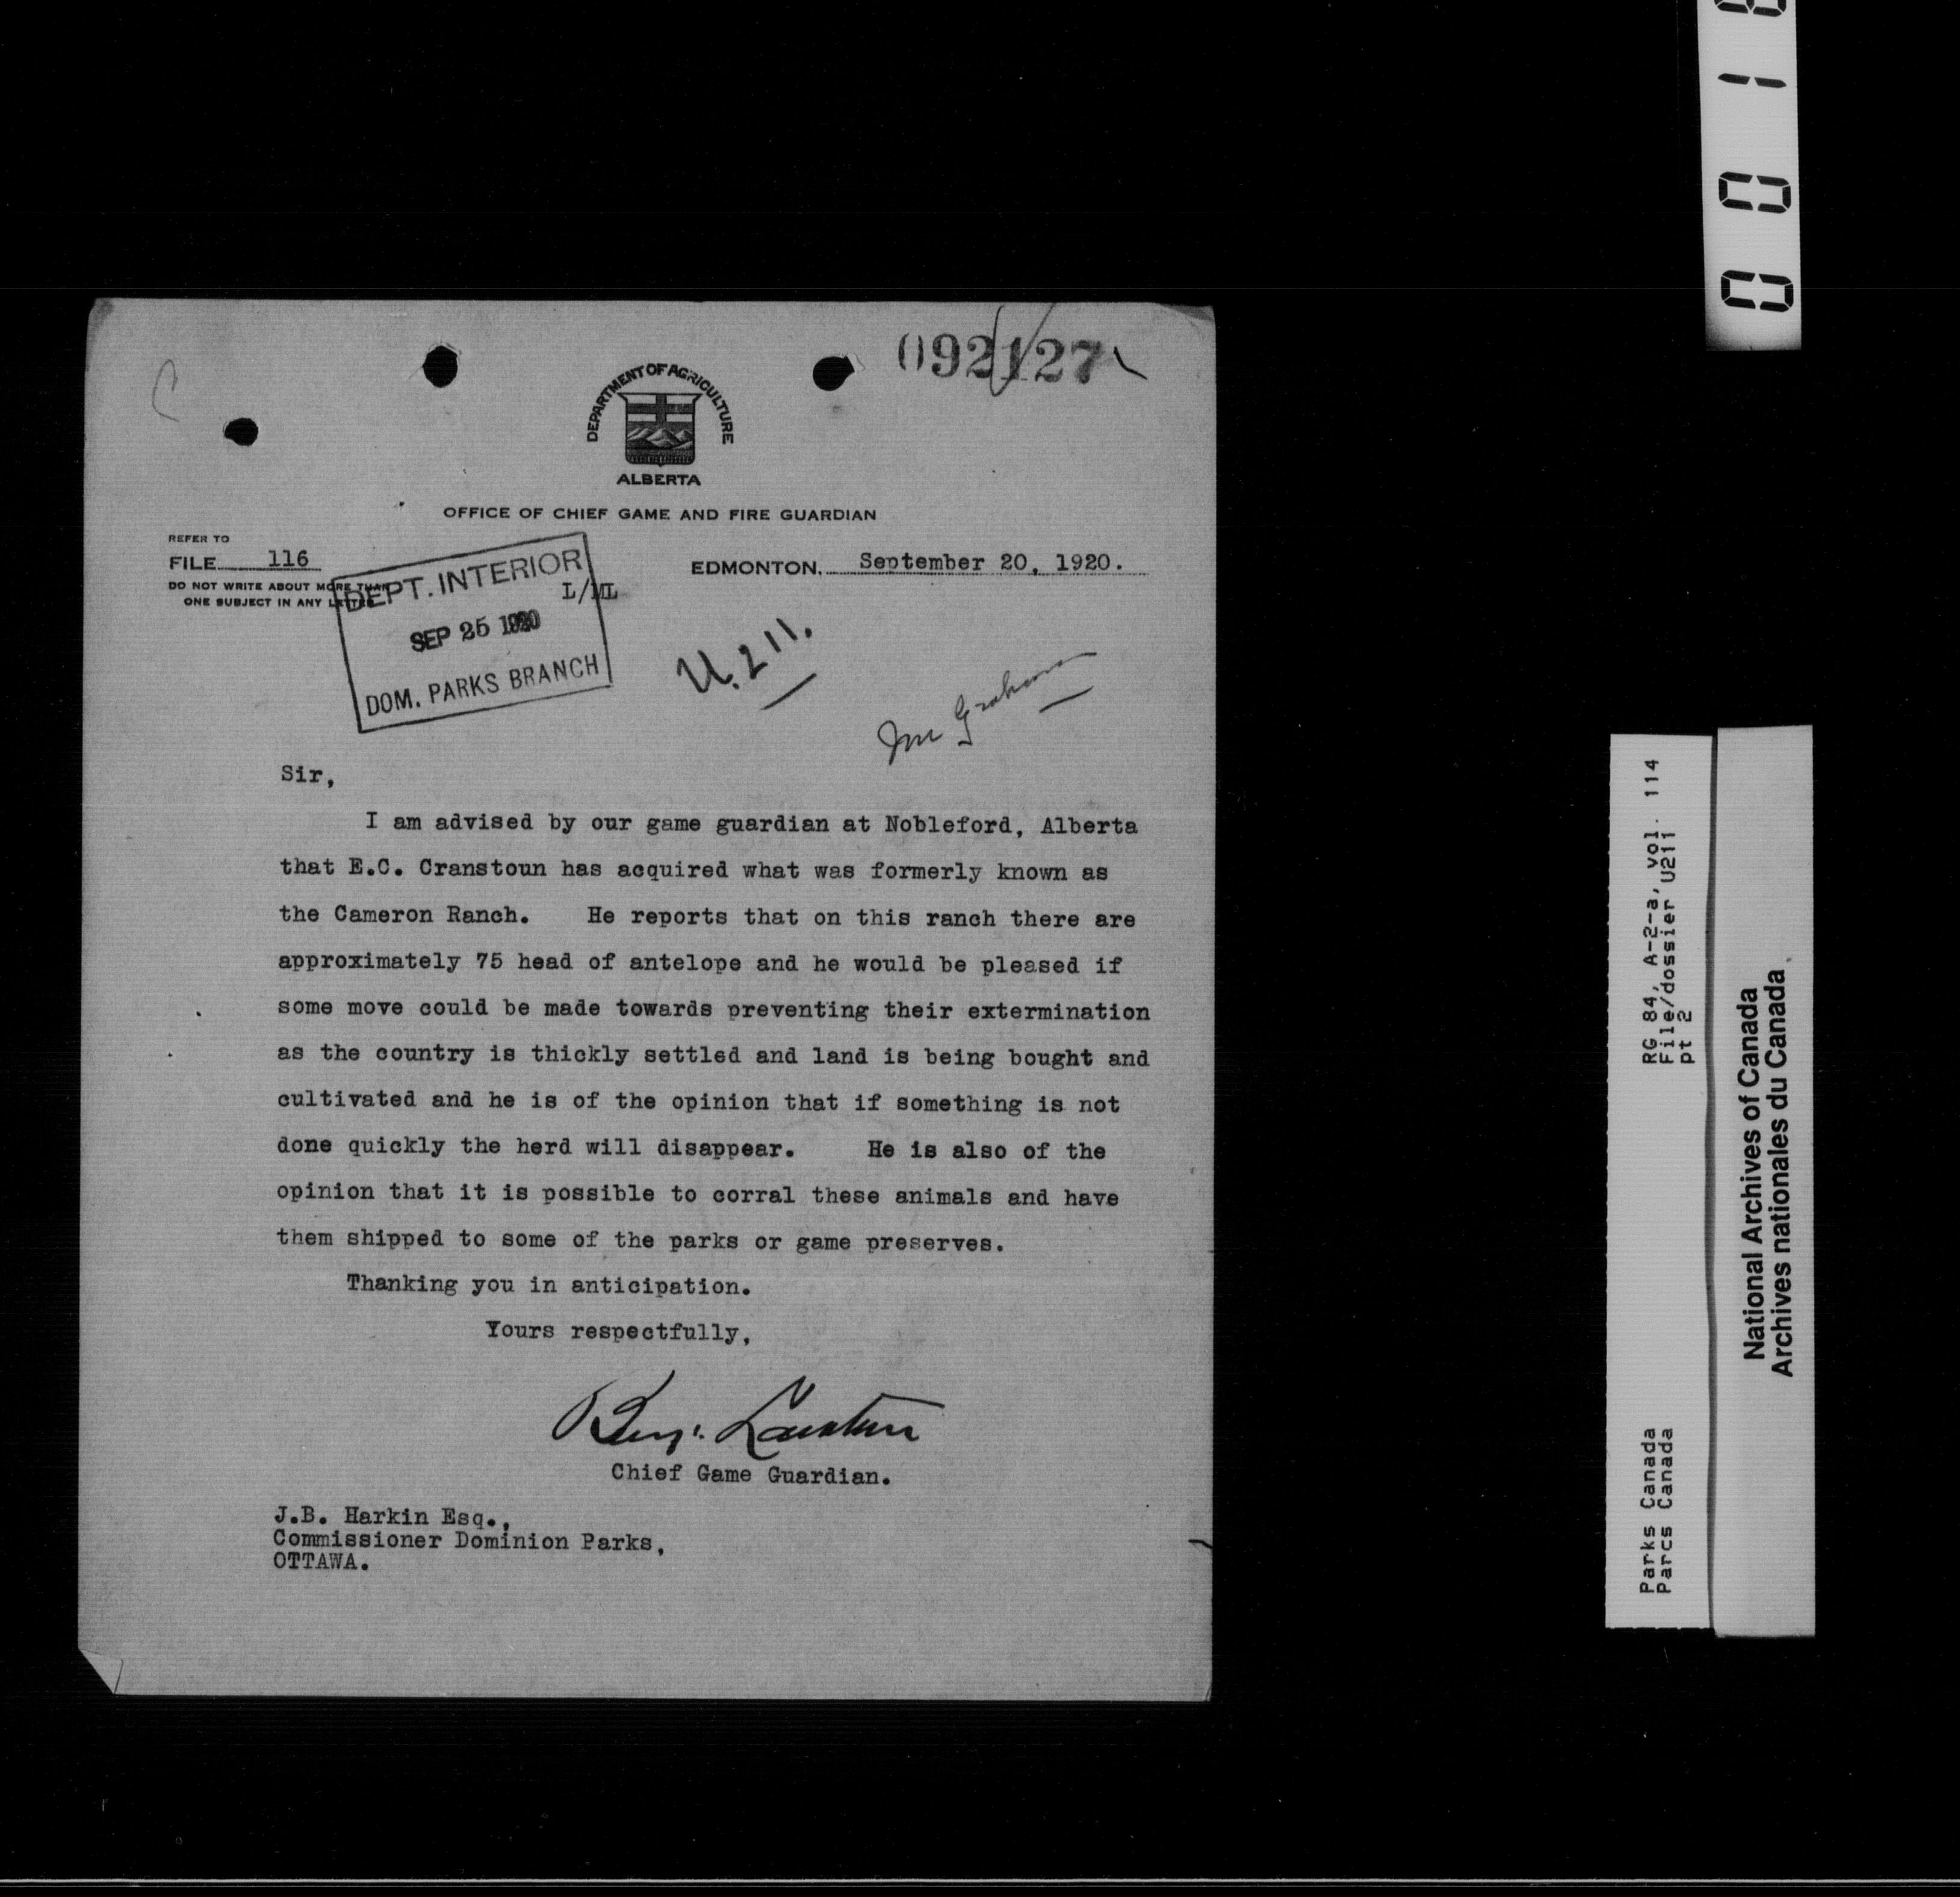 092127
DEPARTMENT OF AGRICULTURE
ALBERTA
OFFICE OF CHIEF GAME AND FIRE GUARDIAN
REFER TO
FILE 116
DO NOT WRITE ABOUT MORE THAN
ONE SUBJECT IN ANY LETTER
EDMONTON, September 20, 1920.
L/ML
DEPT. INTERIOR
SEP 25 1920
DOM. PARKS BRANCH
U.211.
Mr Graham
Sir,
I am advised by our game guardian at Nobleford, Alberta
that E.C. Cranstoun has acquired what was formerly known as
the Cameron Ranch. He reports that on this ranch there are
approximately 75 head of antelope and he would be pleased if
some move could be made towards preventing their extermination
as the country is thickly settled and land is being bought and
cultivated and he is of the opinion that if something is not
done quickly the herd will disappear. He is also of the
opinion that it is possible to corral these animals and have
them shipped to some of the parks or game preserves.
Thanking you in anticipation.
Yours respectfully,
Benj. Lawton
Chief Game Guardian.
J.B. Harkin Esq.,
Commissioner Dominion Parks,
OTTAWA.
Parks Canada
Parcs Canada
RG 84, A-2-a, vol. 114
File/dossier U211
pt 2
National Archives of Canada
Archives nationales du Canada